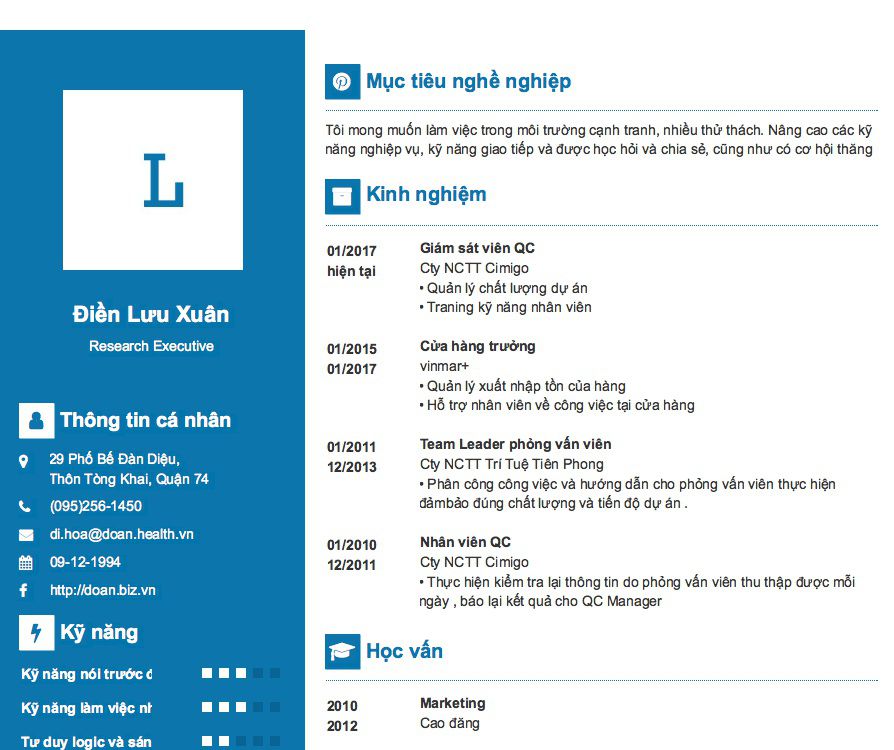 L
Điền Lưu Xuân
Research Executive
Thông tin cá nhân
29 Phố Bế Đàn Diệu,
Thôn Tòng Khai, Quận 74
(095)256-1450
di.hoa@doan.health.vn
09-12-1994
http://doan.biz.vn
Kỹ năng
Kỹ năng nói trước đ
Kỹ năng làm việc nh
Tư duy logic và sán
Mục tiêu nghề nghiệp
Tôi mong muốn làm việc trong môi trường cạnh tranh, nhiều thử thách. Nâng cao các kỹ
năng nghiệp vụ, kỹ năng giao tiếp và được học hỏi và chia sẻ, cũng như có cơ hội thăng
Kinh nghiệm
01/2017
hiện tại
Giám sát viên QC
Cty NCTT Cimigo
• Quản lý chất lượng dự án
• Traning kỹ năng nhân viên
01/2015
01/2017
Cửa hàng trưởng
vinmar+
• Quản lý xuất nhập tồn của hàng
• Hỗ trợ nhân viên về công việc tại cửa hàng
01/2011
12/2013
Team Leader phỏng vấn viên
Cty NCTT Trí Tuệ Tiên Phong
• Phân công công việc và hướng dẫn cho phỏng vấn viên thực hiện
đảmbảo đúng chất lượng và tiến độ dự án .
01/2010
12/2011
Nhân viên QC
Cty NCTT Cimigo
• Thực hiện kiểm tra lại thông tin do phỏng vấn viên thu thập được mỗi
ngày , báo lại kết quả cho QC Manager
Học vấn
2010
2012
Marketing
Cao đẳng